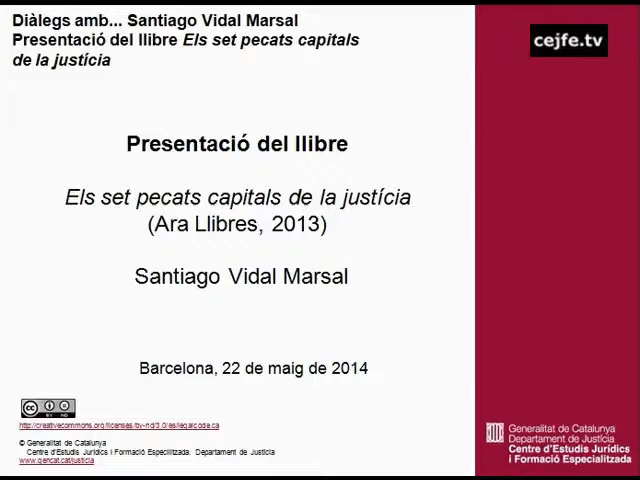 Diàlegs amb... Santiago Vidal Marsal
Presentació del llibre Els set pecats capitals
de la justícia
cejfe.tv
Presentació del llibre
Els set pecats capitals de la justícia
(Ara Llibres, 2013)
Santiago Vidal Marsal
Barcelona, 22 de maig de 2014
cc
BY ND
http://creativecommons.org/licenses/by-nd/3.0/es/legalcode.ca
© Generalitat de Catalunya
Centre d'Estudis Jurídics i Formació Especialitzada. Departament de Justícia
www.gencat.cat/justicia
Generalitat de Catalunya
Departament de Justícia
Centre d'Estudis Jurídics
i Formació Especialitzada